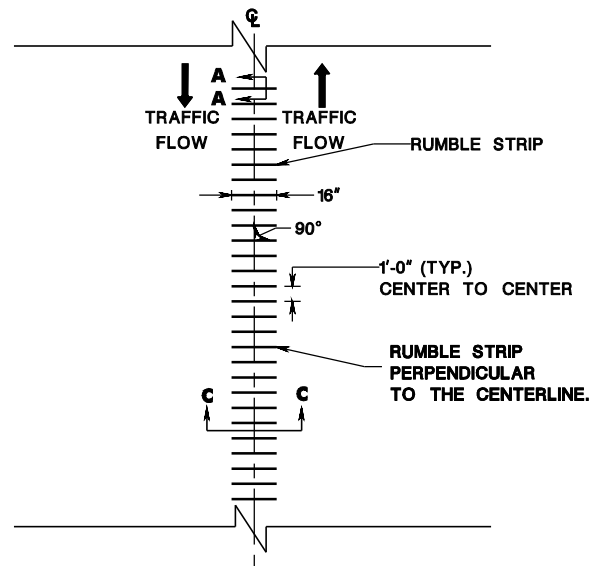 ℄
A
A
TRAFFIC
FLOW
TRAFFIC
FLOW
RUMBLE STRIP
16"
90°
1'-0" (TYP.)
CENTER TO CENTER
RUMBLE STRIP
PERPENDICULAR
TO THE CENTERLINE.
C
C